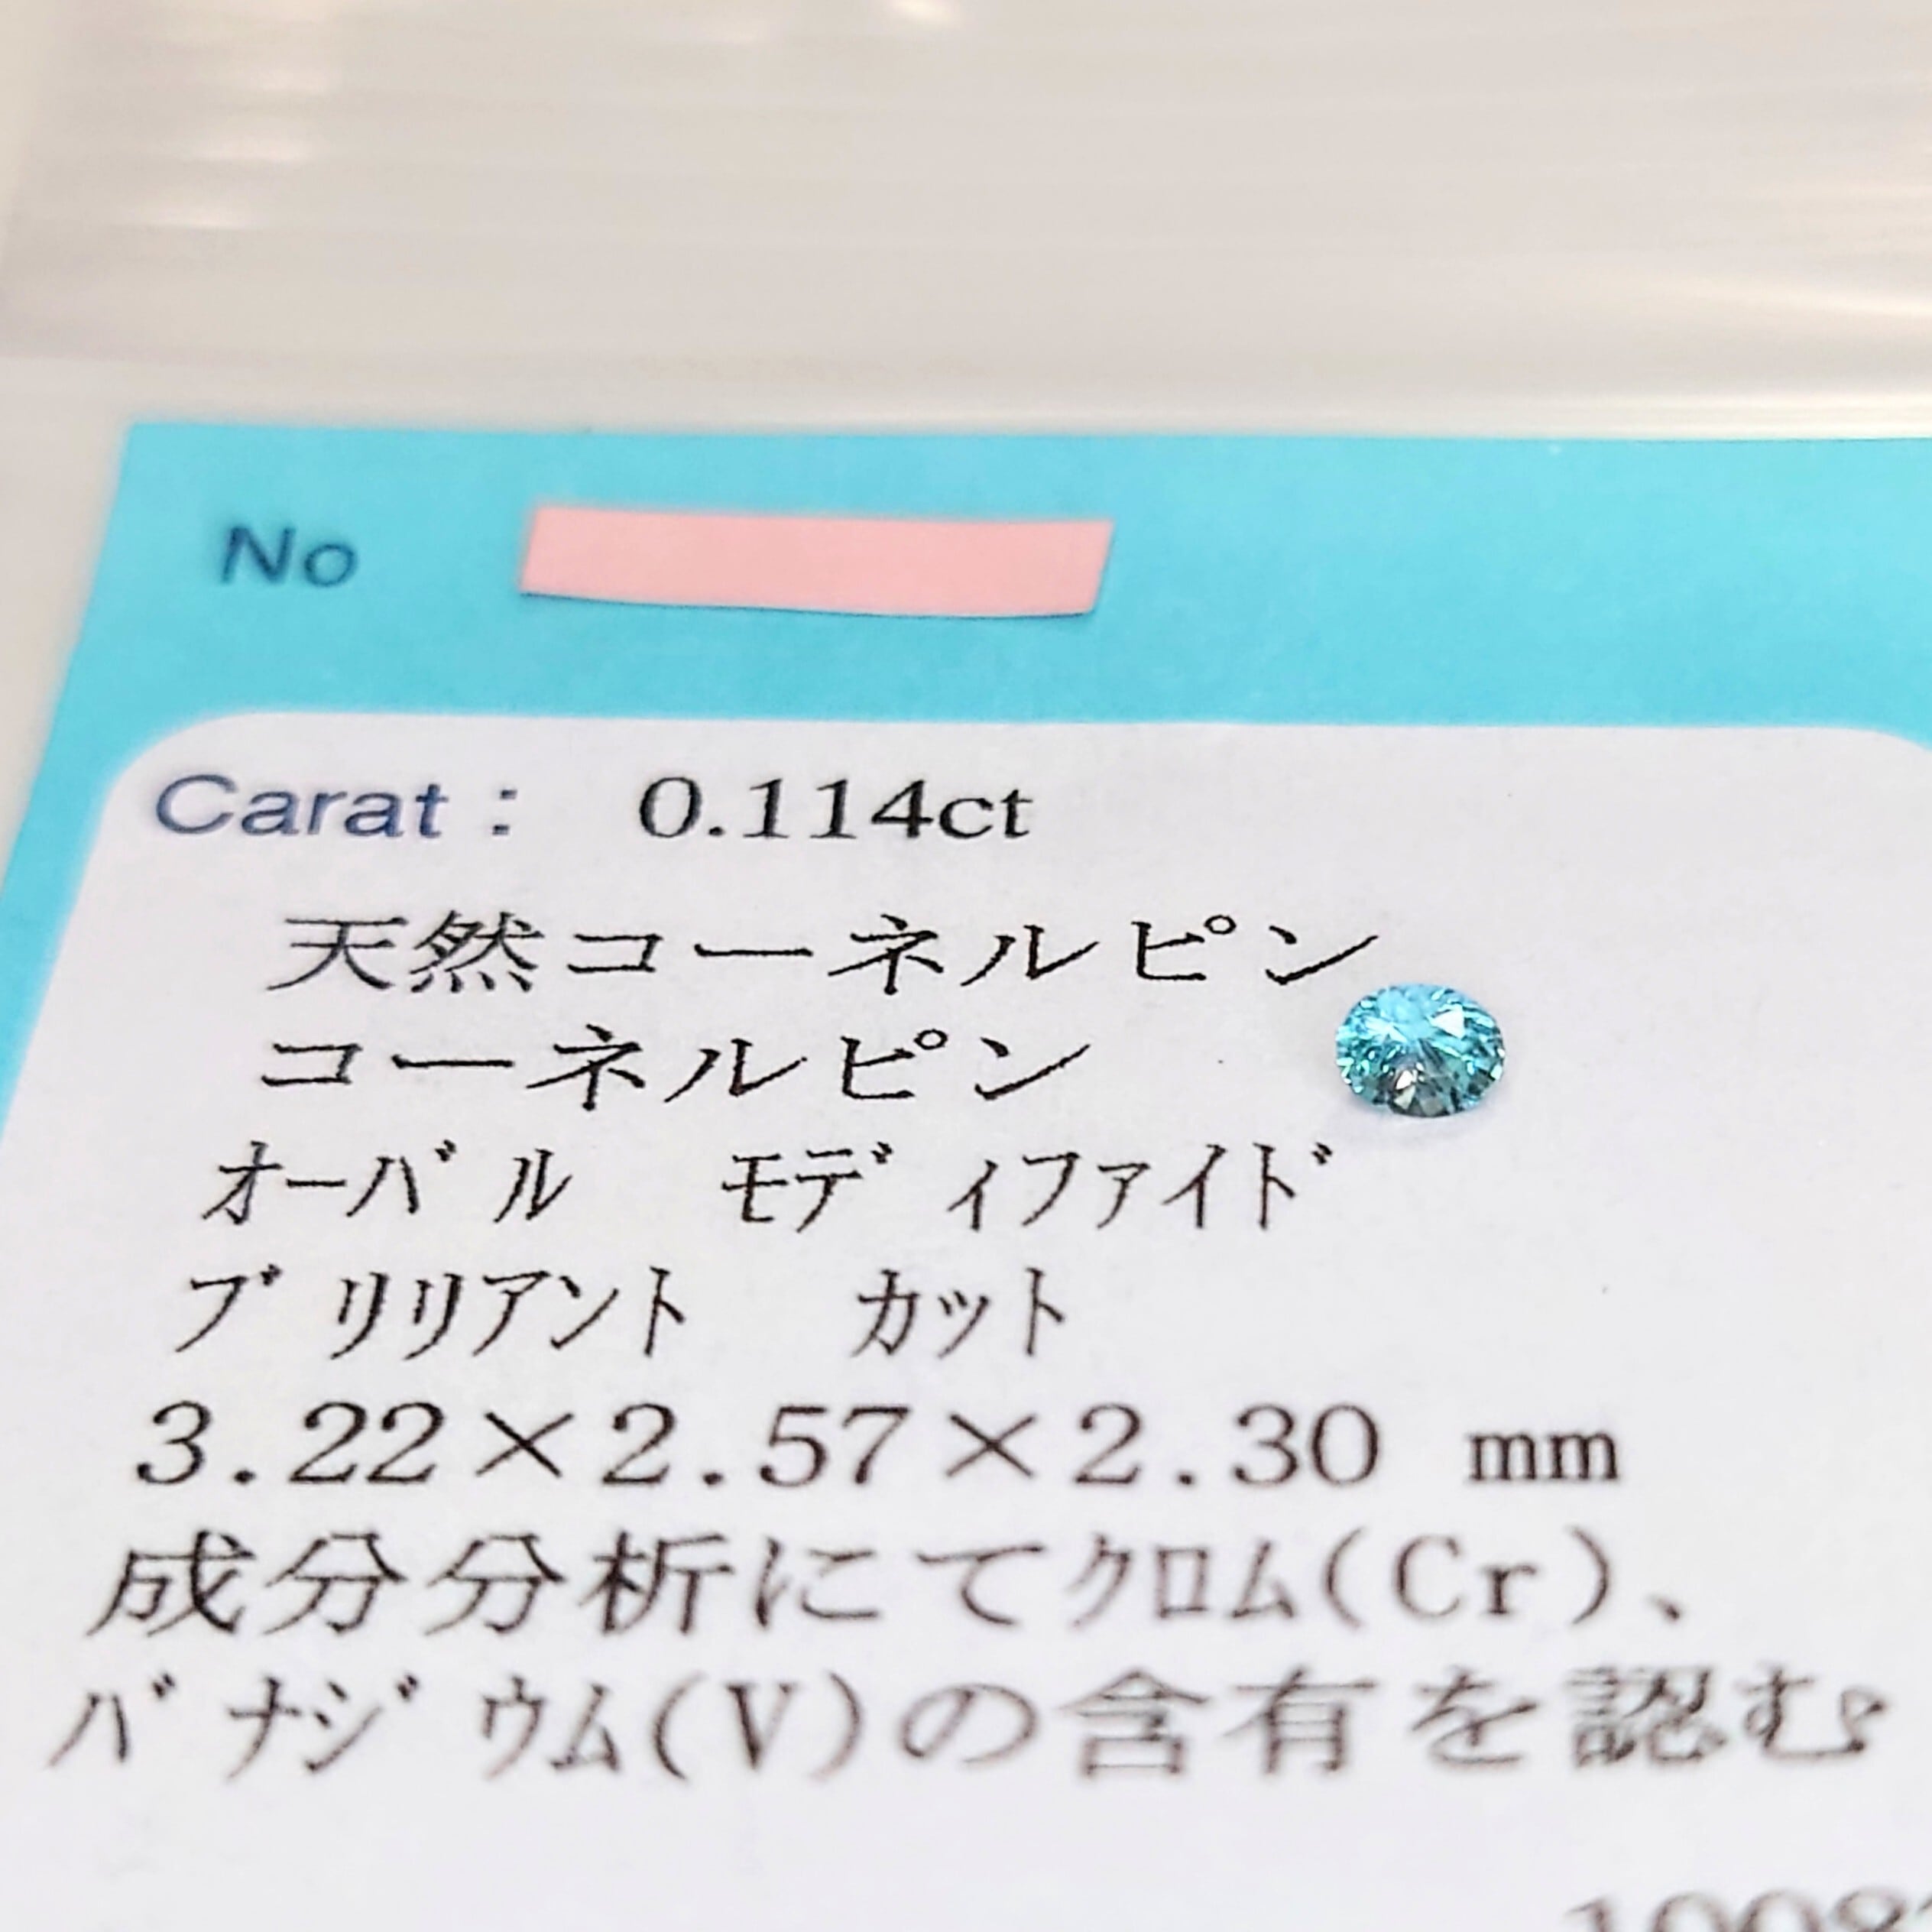 No
Carat : 0.114ct
天然コーネルピン
コーネルピン
オーバル モディファイド
ブリリアント カット
3.22×2.57×2.30 mm
成分分析にてクロム(Cr)、
バナジウム(V)の含有を認む